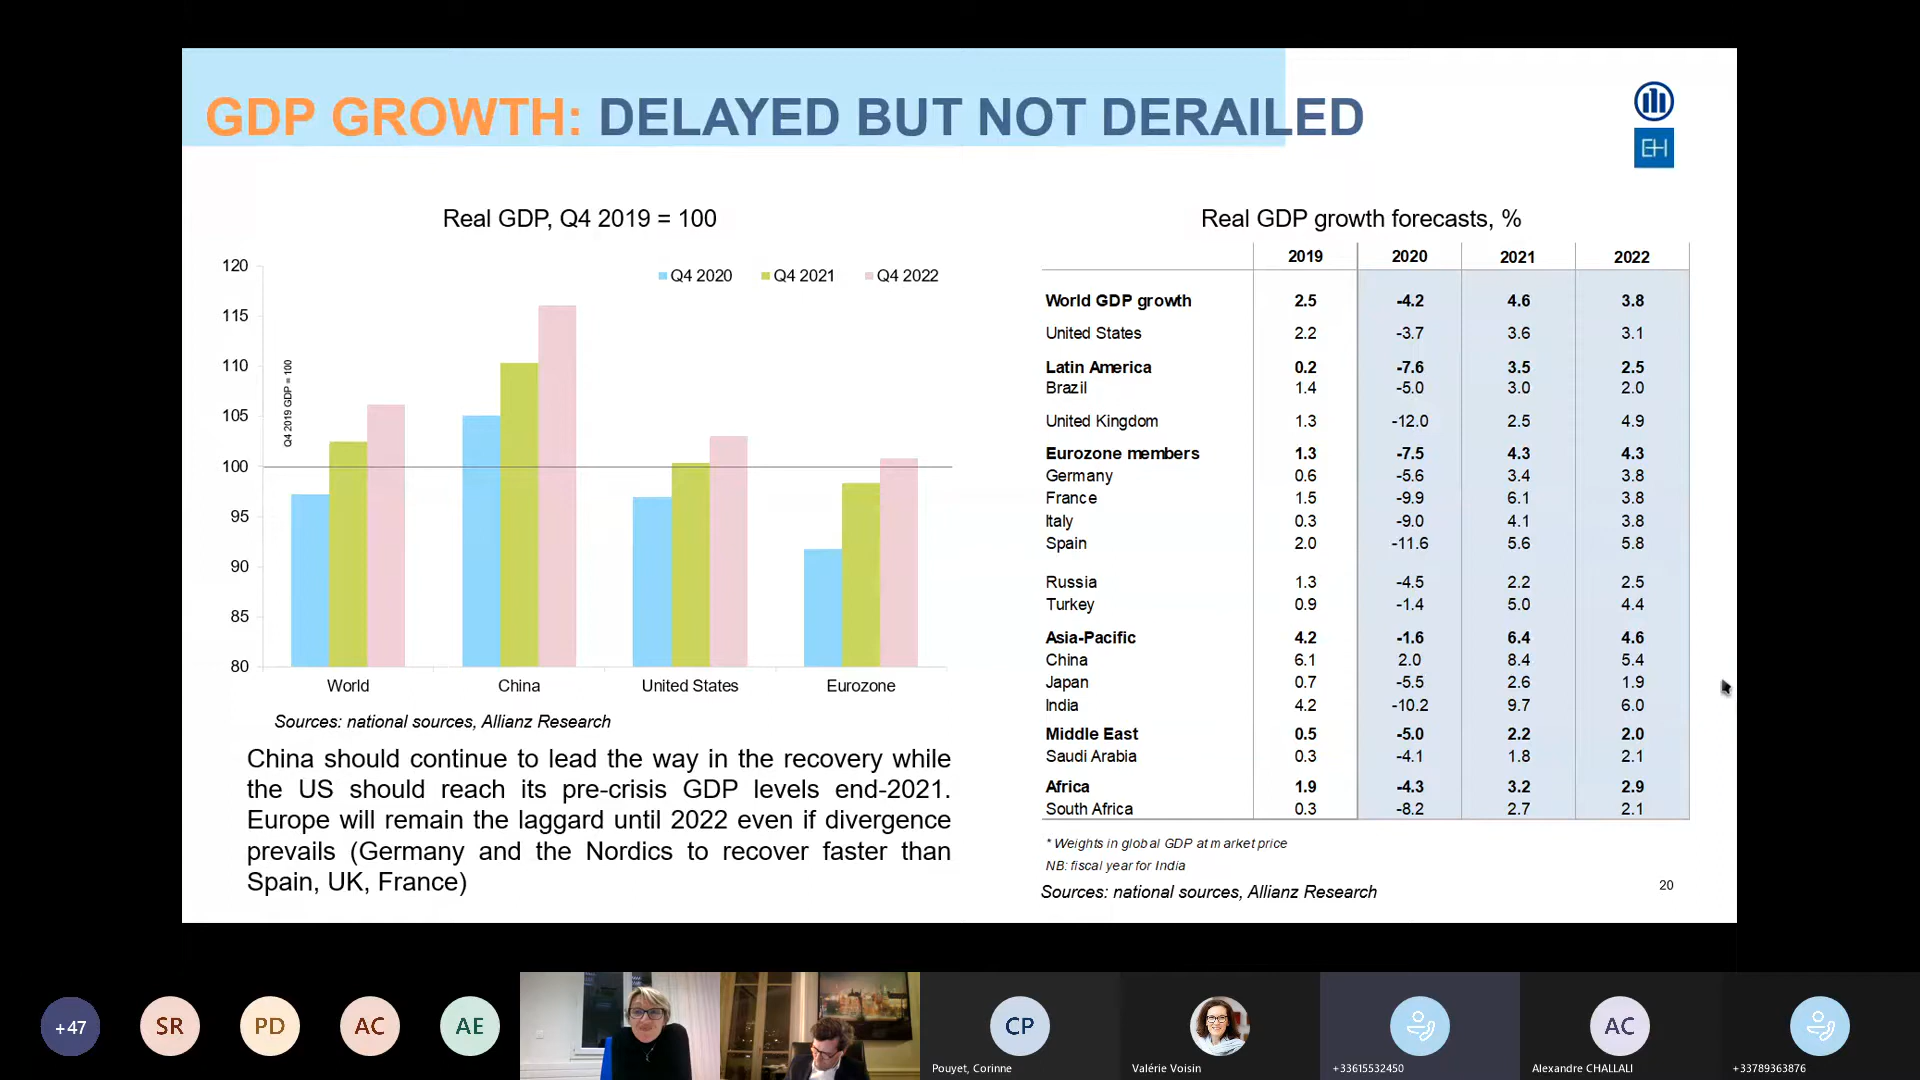 GDP GROWTH: DELAYED BUT NOT DERAILED
EH
Real GDP, Q4 2019 = 100
Q4 2020 Q4 2021 Q4 2022
120
115
110
105
100
95
90
85
80
Q4 2019 GDP = 100
World China United States Eurozone
Sources: national sources, Allianz Research
China should continue to lead the way in the recovery while
the US should reach its pre-crisis GDP levels end-2021.
Europe will remain the laggard until 2022 even if divergence
prevails (Germany and the Nordics to recover faster than
Spain, UK, France)
Real GDP growth forecasts, %
2019 2020 2021 2022
World GDP growth 2.5 -4.2 4.6 3.8
United States 2.2 -3.7 3.6 3.1
Latin America 0.2 -7.6 3.5 2.5
Brazil 1.4 -5.0 3.0 2.0
United Kingdom 1.3 -12.0 2.5 4.9
Eurozone members 1.3 -7.5 4.3 4.3
Germany 0.6 -5.6 3.4 3.8
France 1.5 -9.9 6.1 3.8
Italy 0.3 -9.0 4.1 3.8
Spain 2.0 -11.6 5.6 5.8
Russia 1.3 -4.5 2.2 2.5
Turkey 0.9 -1.4 5.0 4.4
Asia-Pacific 4.2 -1.6 6.4 4.6
China 6.1 2.0 8.4 5.4
Japan 0.7 -5.5 2.6 1.9
India 4.2 -10.2 9.7 6.0
Middle East 0.5 -5.0 2.2 2.0
Saudi Arabia 0.3 -4.1 1.8 2.1
Africa 1.9 -4.3 3.2 2.9
South Africa 0.3 -8.2 2.7 2.1
* Weights in global GDP at market price
NB: fiscal year for India
Sources: national sources, Allianz Research
20
+47 SR PD AC AE CP AC
Pouyet, Corinne Valérie Voisin +33615532450 Alexandre CHALLALI +33789363876